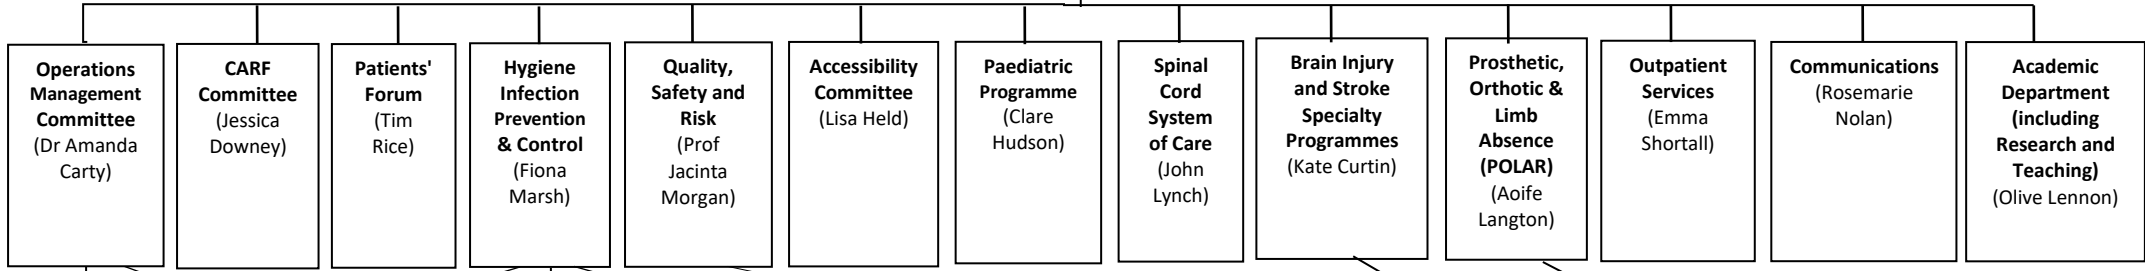 Operations
Management
Committee
(Dr Amanda
Carty)
CARF
Committee
(Jessica
Downey)
Patients'
Forum
(Tim
Rice)
Hygiene
Infection
Prevention
& Control
(Fiona
Marsh)
Quality,
Safety and
Risk
(Prof
Jacinta
Morgan)
Accessibility
Committee
(Lisa Held)
Paediatric
Programme
(Clare
Hudson)
Spinal
Cord
System
of Care
(John
Lynch)
Brain Injury
and Stroke
Specialty
Programmes
(Kate Curtin)
Prosthetic,
Orthotic &
Limb
Absence
(POLAR)
(Aoife
Langton)
Outpatient
Services
(Emma
Shortall)
Communications
(Rosemarie
Nolan)
Academic
Department
(including
Research and
Teaching)
(Olive Lennon)